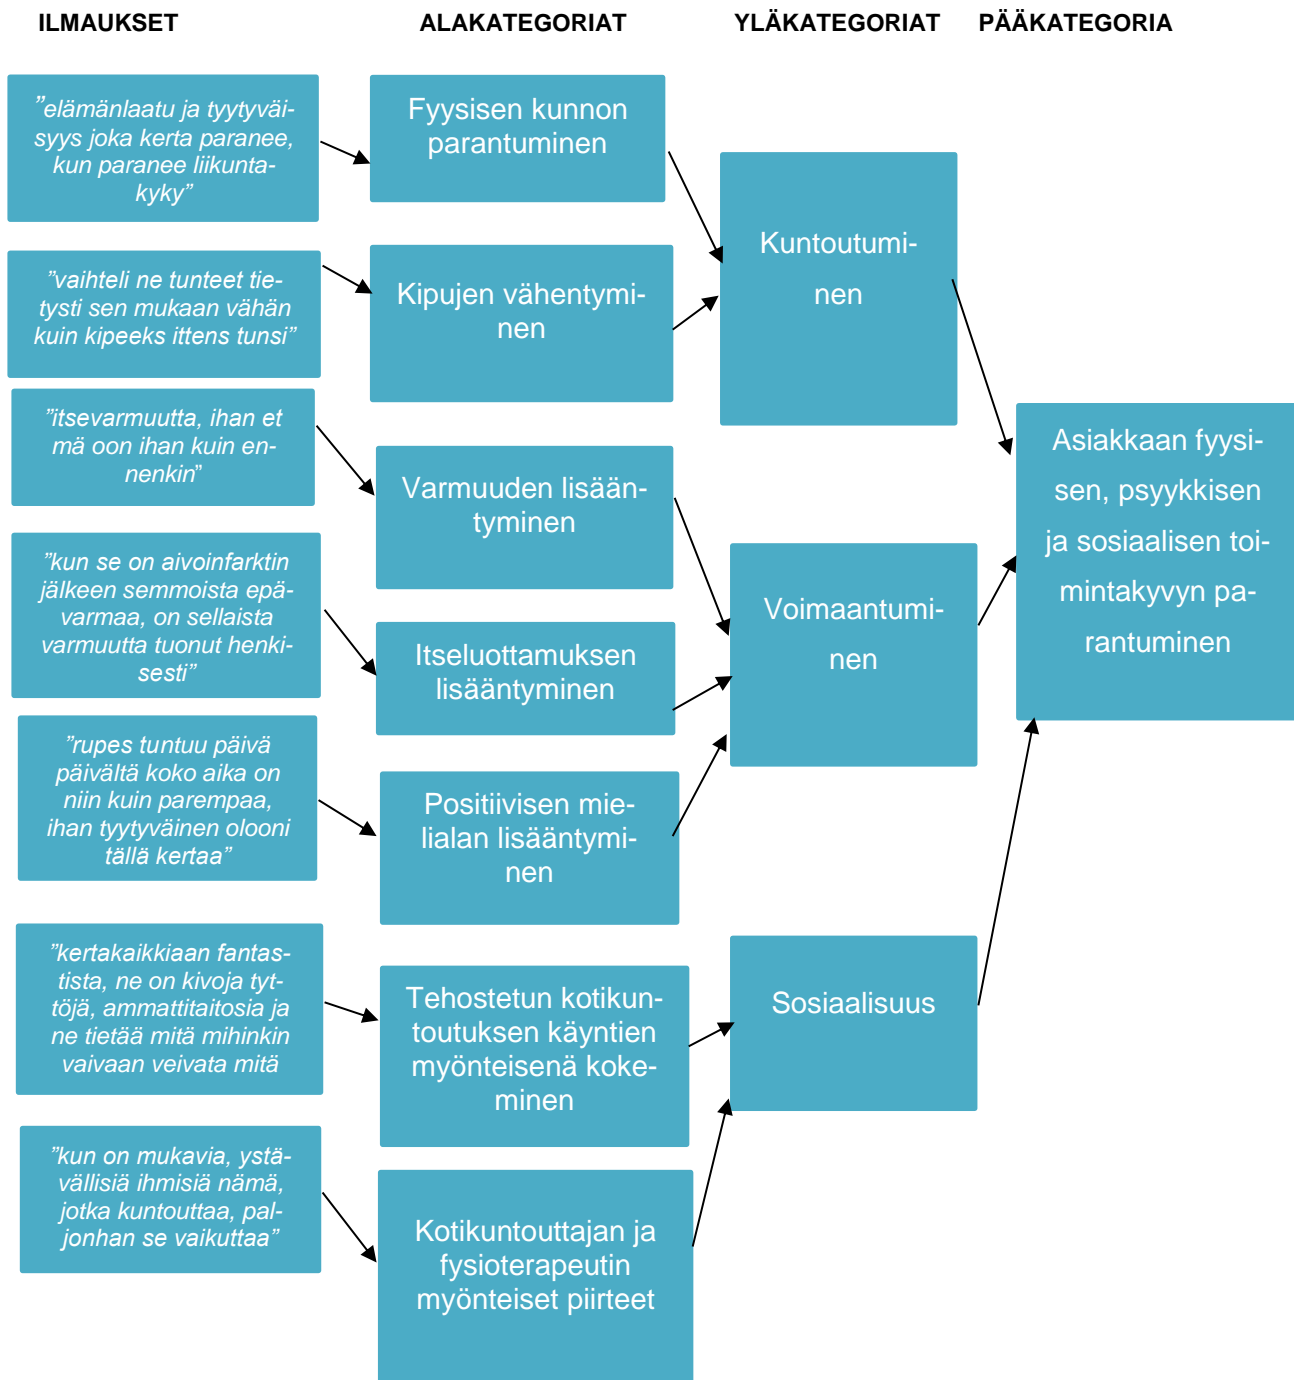 ILMAUKSET
ALAKATEGORIAT
YLÄKATEGORIAT
PÄÄKATEGORIA
”elämänlaatu ja tyytyväi-
syys joka kerta paranee,
kun paranee liikunta-
kyky”
”vaihteli ne tunteet tie-
tysti sen mukaan vähän
kuin kipeeks ittens tunsi”
”itsevarmuutta, ihan et
mä oon ihan kuin en-
nenkin”
”kun se on aivoinfarktin
jälkeen semmoista epä-
varmaa, on sellaista
varmuutta tuonut henki-
sesti”
”rupes tuntuu päivä
päivältä koko aika on
niin kuin parempaa,
ihan tyytyväinen olooni
tällä kertaa”
”kertakaikkiaan fantas-
tista, ne on kivoja tyt-
töjä, ammattitaitosia ja
ne tietää mitä mihinkin
vaivaan veivata mitä
”kun on mukavia, ystä-
vällisiä ihmisiä nämä,
jotka kuntouttaa, pal-
jonhan se vaikuttaa”
Fyysisen kunnon
parantuminen
Kipujen vähentymi-
nen
Varmuuden lisään-
tyminen
Itseluottamuksen
lisääntyminen
Positiivisen mie-
lialan lisääntymi-
nen
Tehostetun kotikun-
toutuksen käyntien
myönteisenä koke-
minen
Kotikuntouttajan ja
fysioterapeutin
myönteiset piirteet
Kuntoutumi-
nen
Voimaantumi-
nen
Sosiaalisuus
Asiakkaan fyysi-
sen, psyykkisen
ja sosiaalisen toi-
mintakyvyn pa-
rantuminen